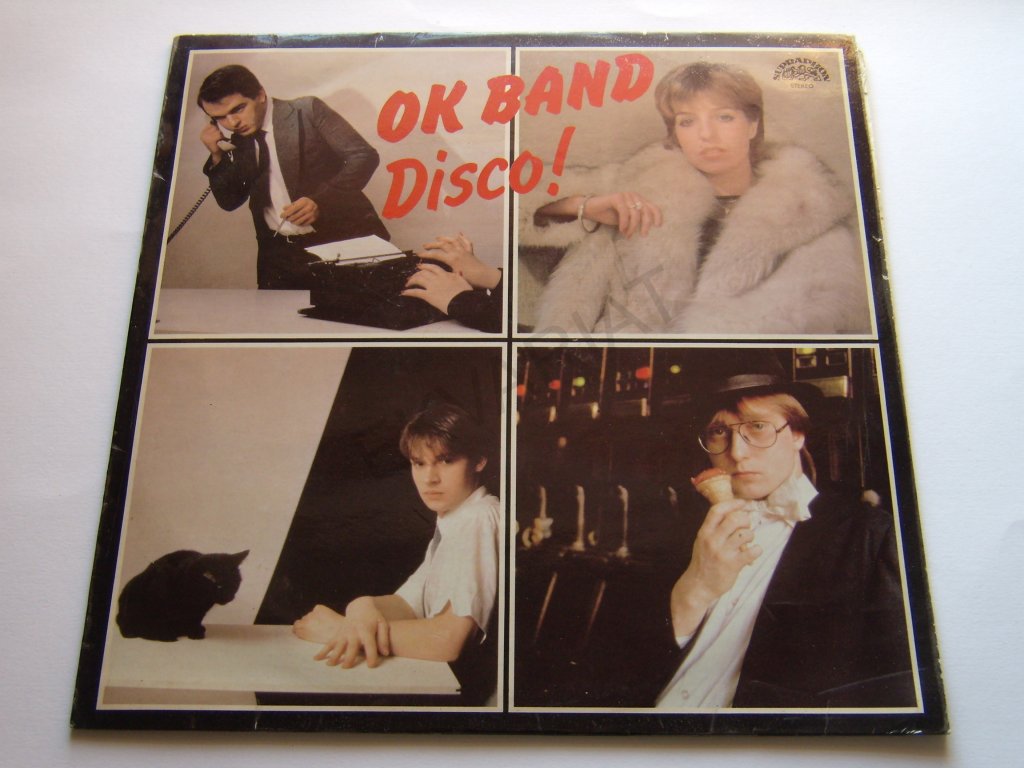 OK BAND
DISCO!
SUPRAPHON
STEREO